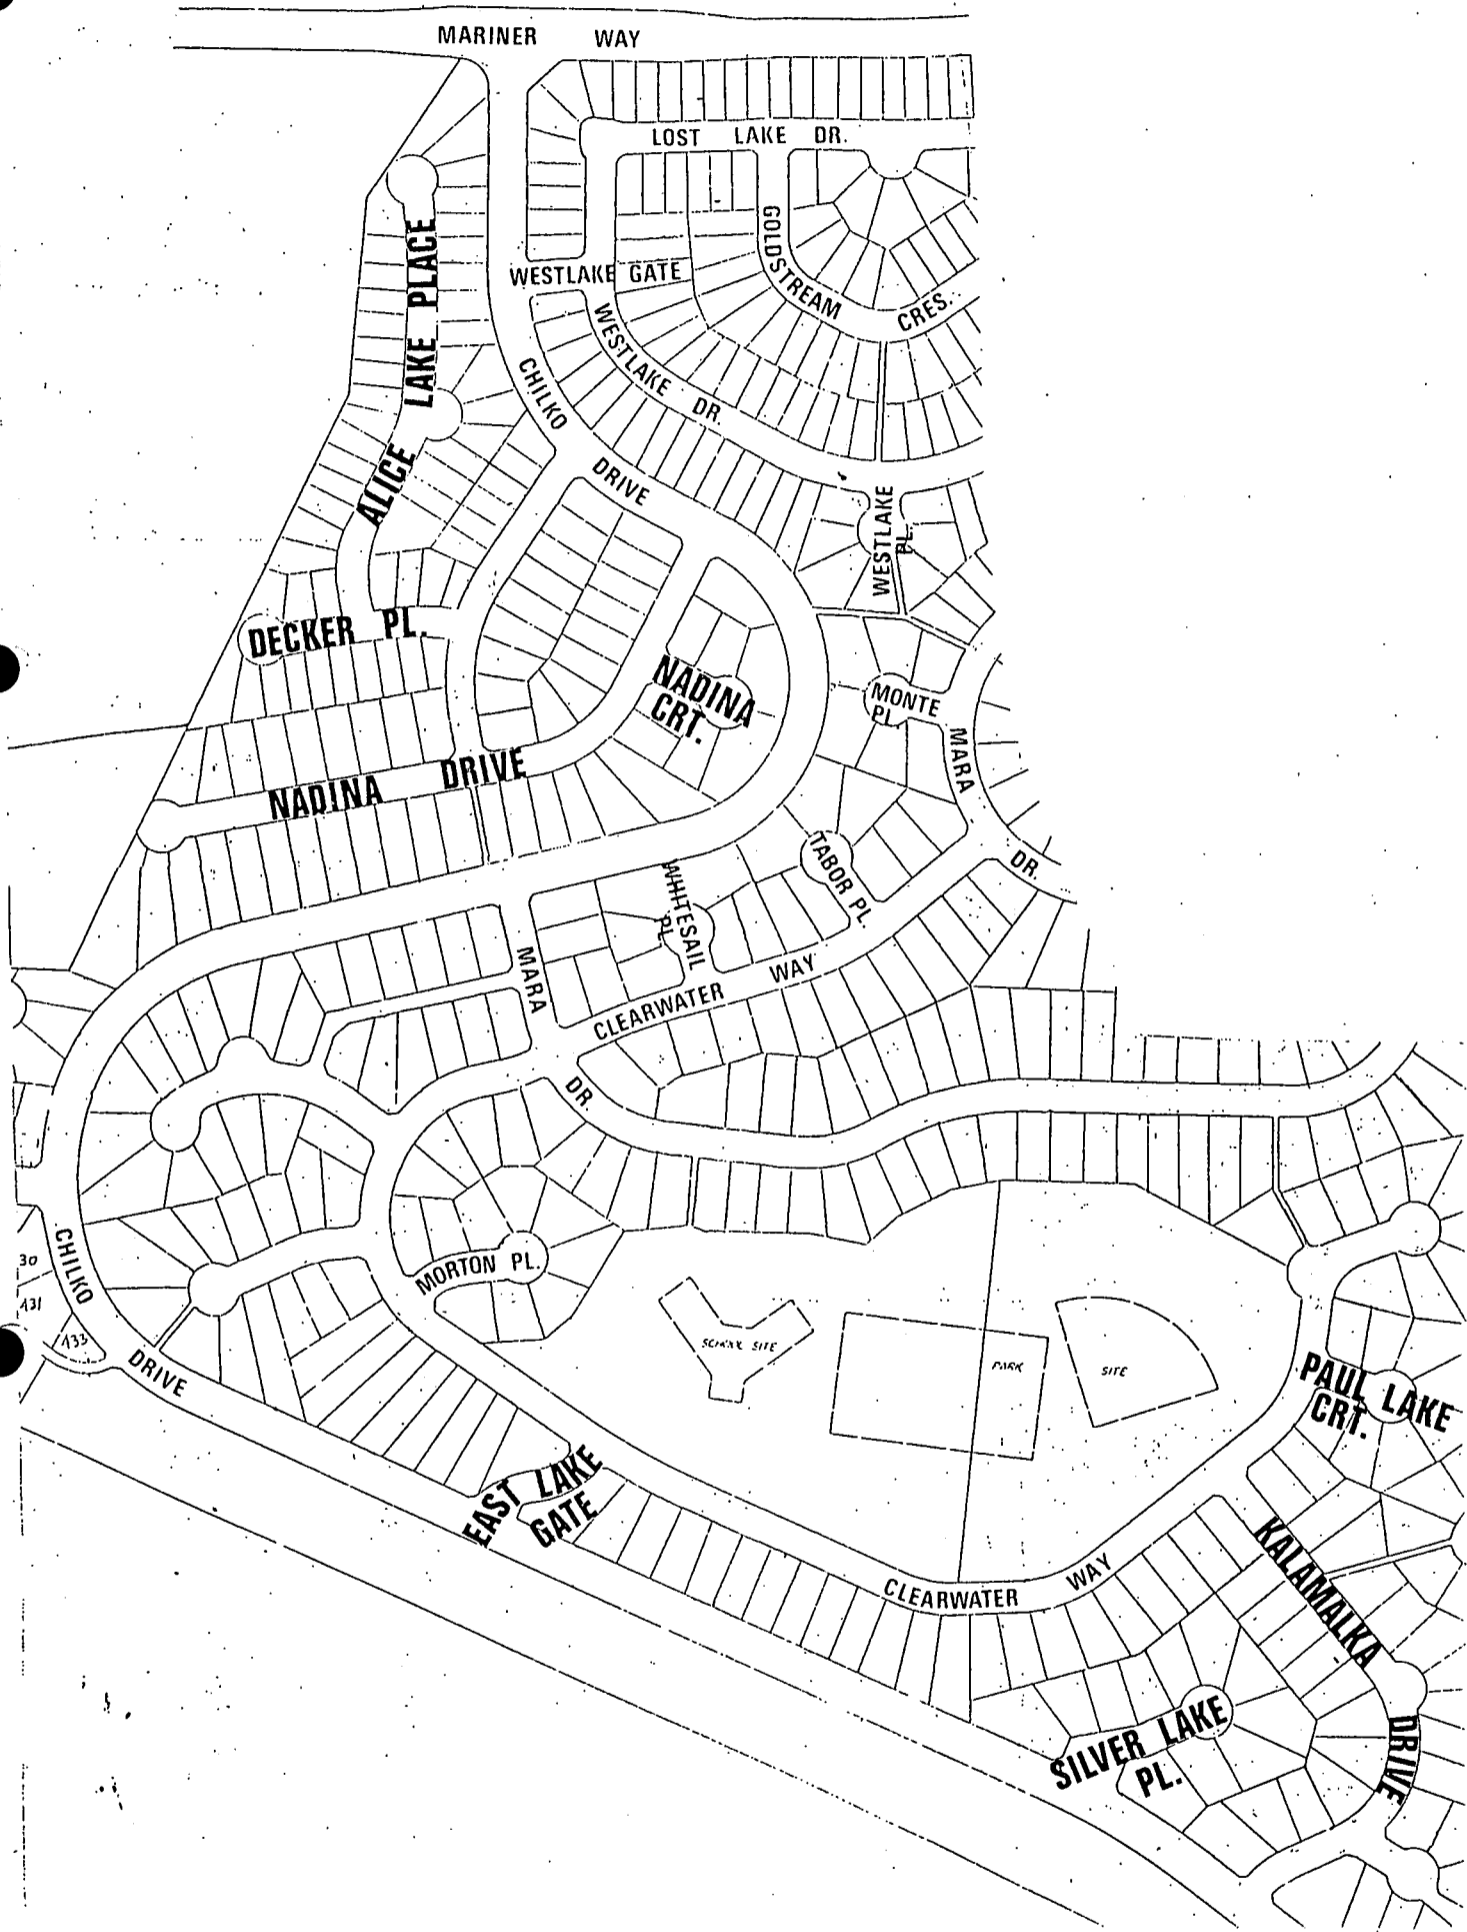 MARINER WAY
LOST LAKE DR.
GOLDSTREAM CRES.
WESTLAKE GATE
ALICE LAKE PLACE
WESTLAKE DR.
CHILKO DRIVE
WESTLAKE PL.
DECKER PL.
NADINA
CRT.
MONTE
PL.
MARA DR.
NADINA DRIVE
TABOR PL.
WHITESAIL
PL.
MARA DR.
CLEARWATER WAY
CHILKO DRIVE
30
431
433
MORTON PL.
SCHOOL SITE
PARK SITE
PAUL LAKE
CRT.
EAST LAKE
GATE
CLEARWATER WAY
KALAMALKA DRIVE
SILVER LAKE
PL.